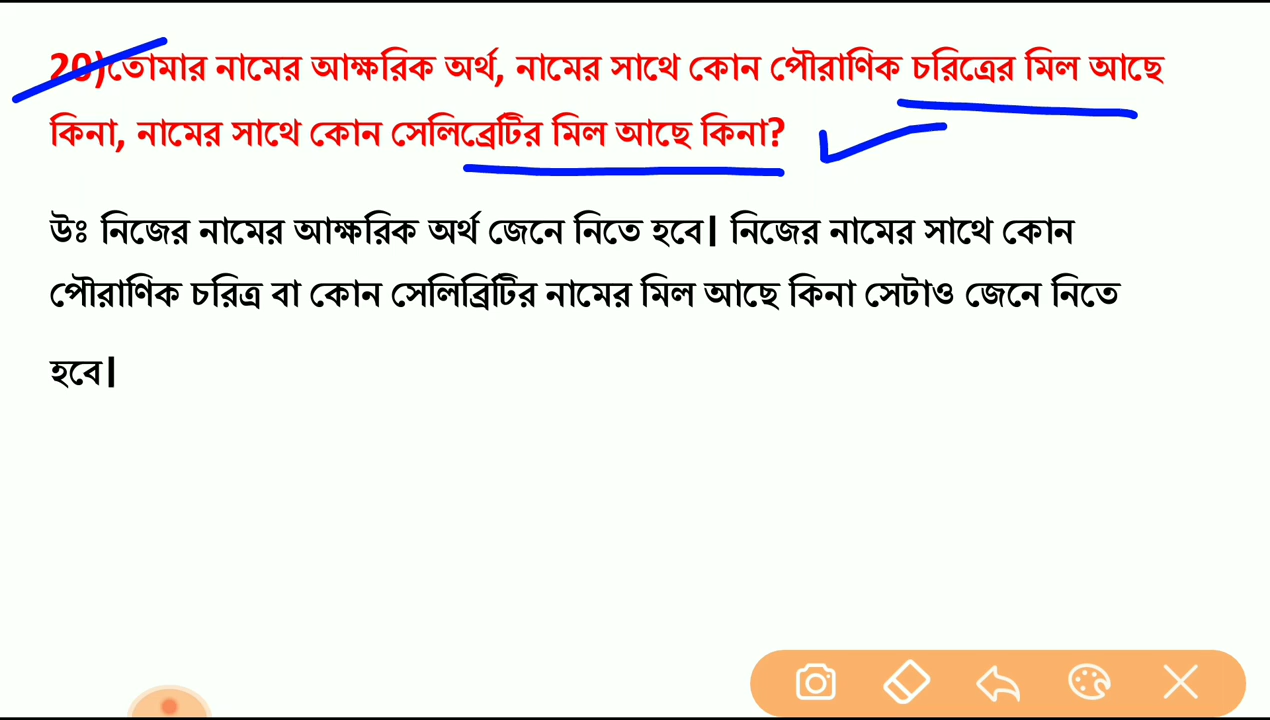 20)তোমার নামের আক্ষরিক অর্থ, নামের সাথে কোন পৌরাণিক চরিত্রের মিল আছে
কিনা, নামের সাথে কোন সেলিব্রেটির মিল আছে কিনা?
উঃ নিজের নামের আক্ষরিক অর্থ জেনে নিতে হবে। নিজের নামের সাথে কোন
পৌরাণিক চরিত্র বা কোন সেলিব্রিটির নামের মিল আছে কিনা সেটাও জেনে নিতে
হবে।